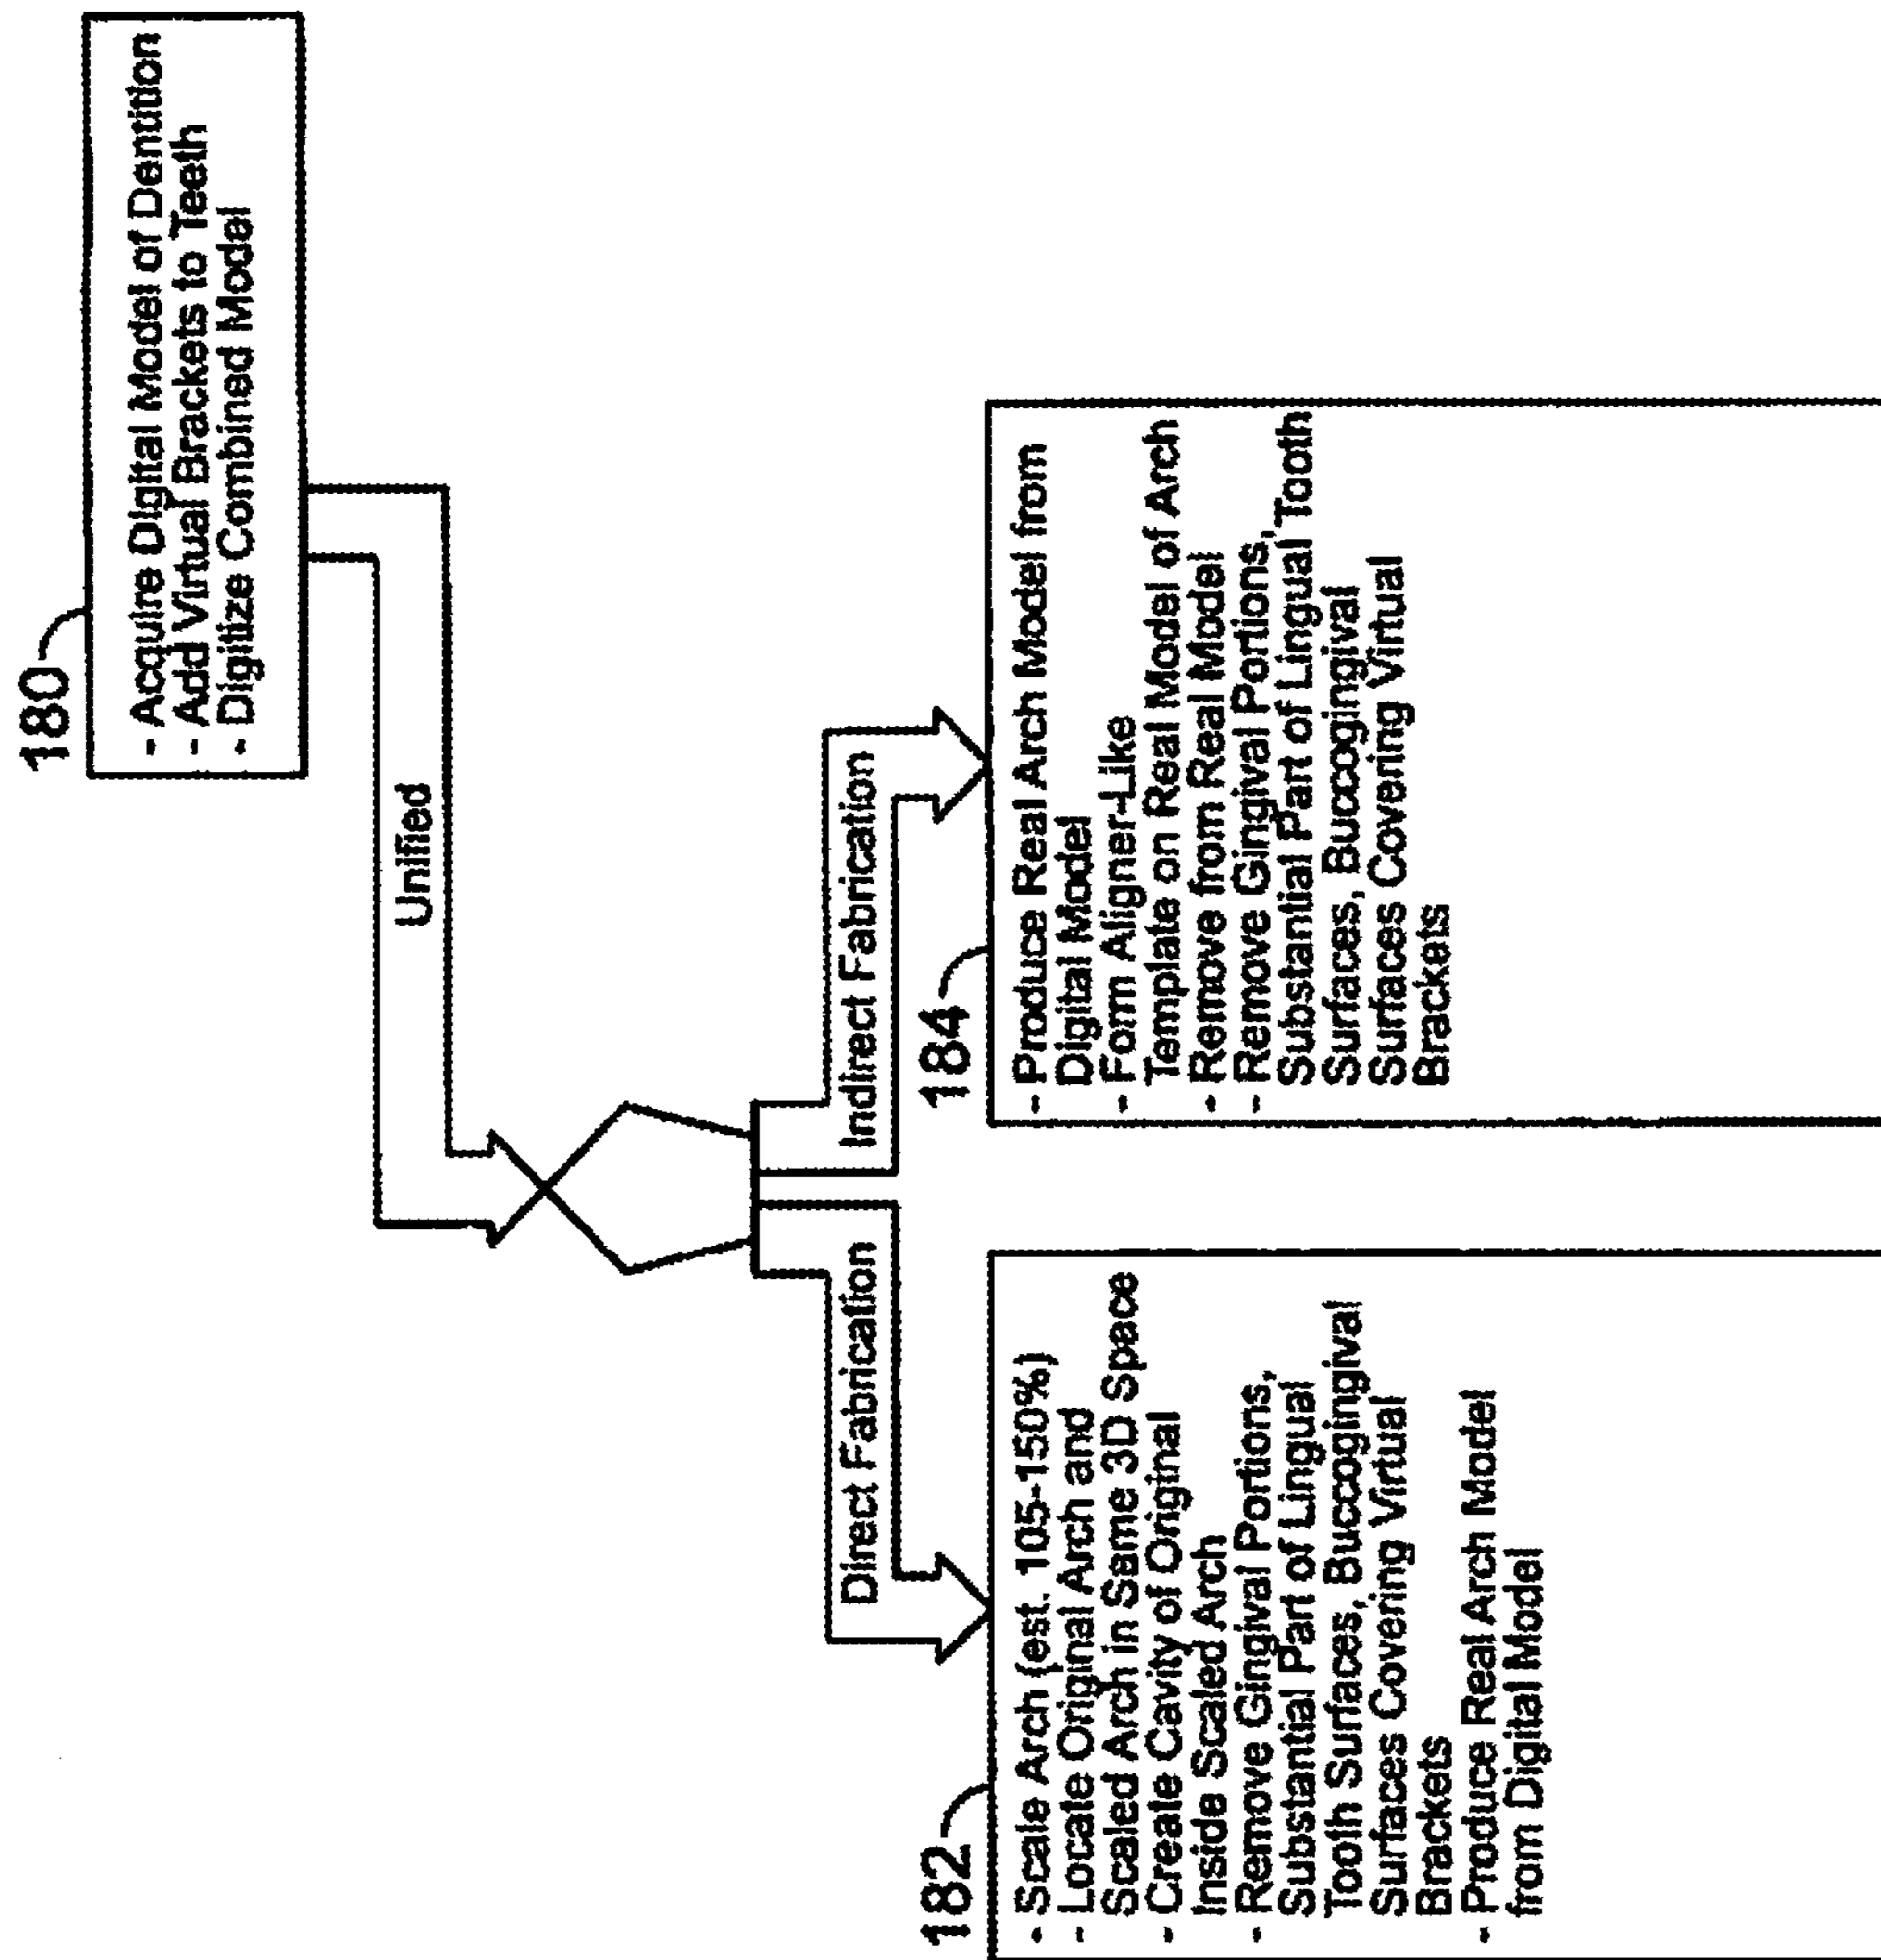 180
- Acquire Digital Model of Dentition
- Add Virtual Brackets to Teeth
- Digitize Combined Model
Unified
Direct Fabrication
Indirect Fabrication
182
- Scale Arch (est. 105-150%)
- Locate Original Arch and
Scaled Arch in Same 3D Space
- Create Cavity of Original
Inside Scaled Arch
- Remove Gingival Portions,
Substantial Part of Lingual
Tooth Surfaces, Buccogingival
Surfaces Covering Virtual
Brackets
- Produce Real Arch Model
from Digital Model
184
- Produce Real Arch Model from
Digital Model
- Form Aligner-Like
Template on Real Model of Arch
- Remove from Real Model
- Remove Gingival Portions,
Substantial Part of Lingual Tooth
Surfaces, Buccogingival
Surfaces Covering Virtual
Brackets